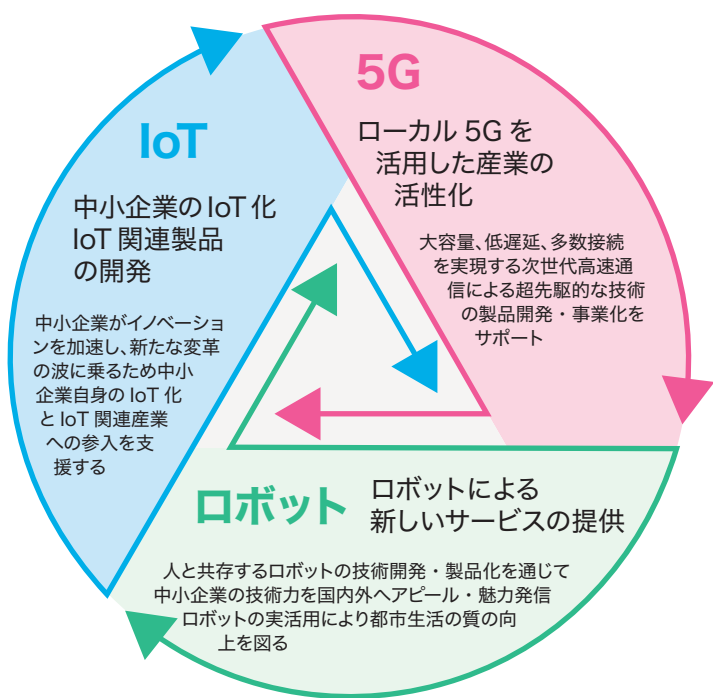 IoT
中小企業のIoT化
IoT関連製品
の開発
中小企業がイノベーショ
ンを加速し、新たな変革
の波に乗るため中小
企業自身の IoT 化
と IoT 関連産業
への参入を支
援する
5G
ローカル 5G を
活用した産業の
活性化
大容量、低遅延、多数接続
を実現する次世代高速通
信による超先駆的な技術
の製品開発・事業化を
サポート
ロボット
ロボットによる
新しいサービスの提供
人と共存するロボットの技術開発・製品化を通じて
中小企業の技術力を国内外へアピール・魅力発信
ロボットの実活用により都市生活の質の向
上を図る